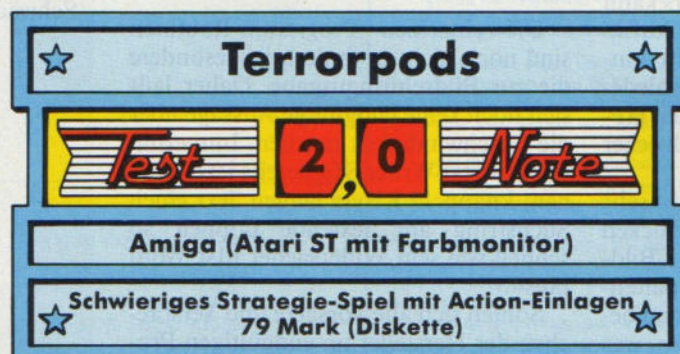 Terrorpods
Test 2,0 Note
Amiga (Atari ST mit Farbmonitor)
Schwieriges Strategie-Spiel mit Action-Einlagen
79 Mark (Diskette)